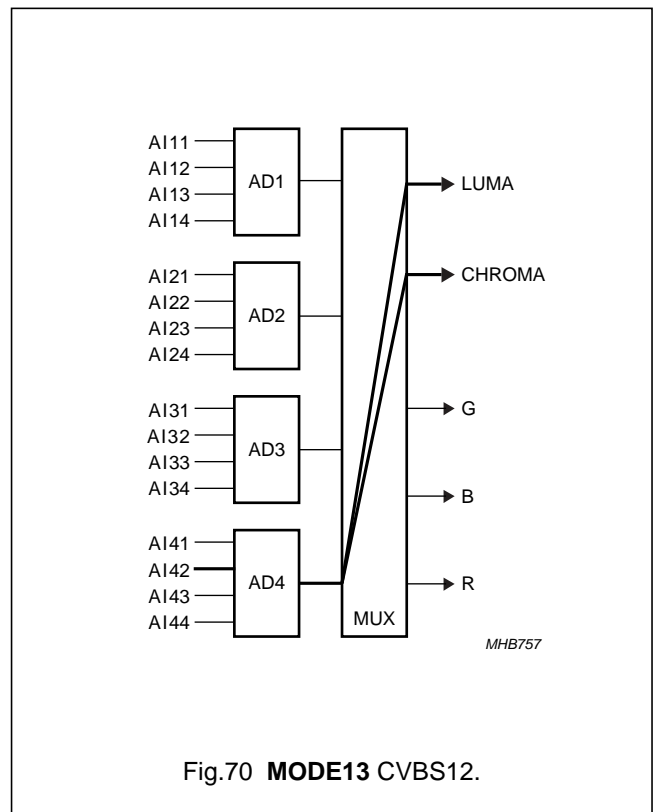 AI11
AI12
AI13
AI14
AD1
LUMA
CHROMA
AI21
AI22
AI23
AI24
AD2
AI31
AI32
AI33
AI34
AD3
G
B
AI41
AI42
AI43
AI44
AD4
R
MUX
MHB757
Fig.70 MODE13 CVBS12.